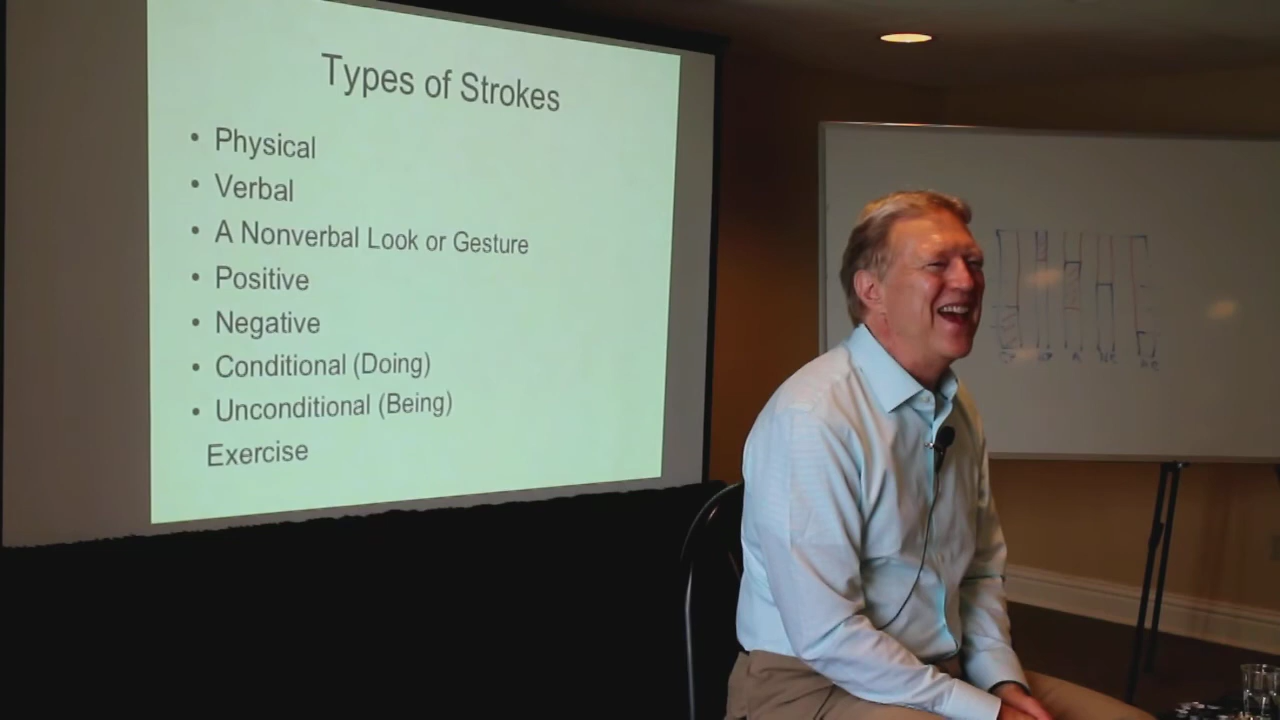 Types of Strokes
• Physical
• Verbal
• A Nonverbal Look or Gesture
• Positive
• Negative
• Conditional (Doing)
• Unconditional (Being)
Exercise